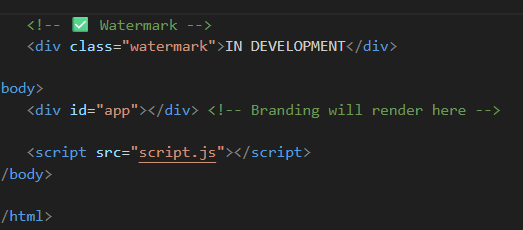 <!-- ✅ Watermark -->
<div class="watermark">IN DEVELOPMENT</div>
body>
<div id="app"></div> <!-- Branding will render here -->
<script src="script.js"></script>
/body>
/html>